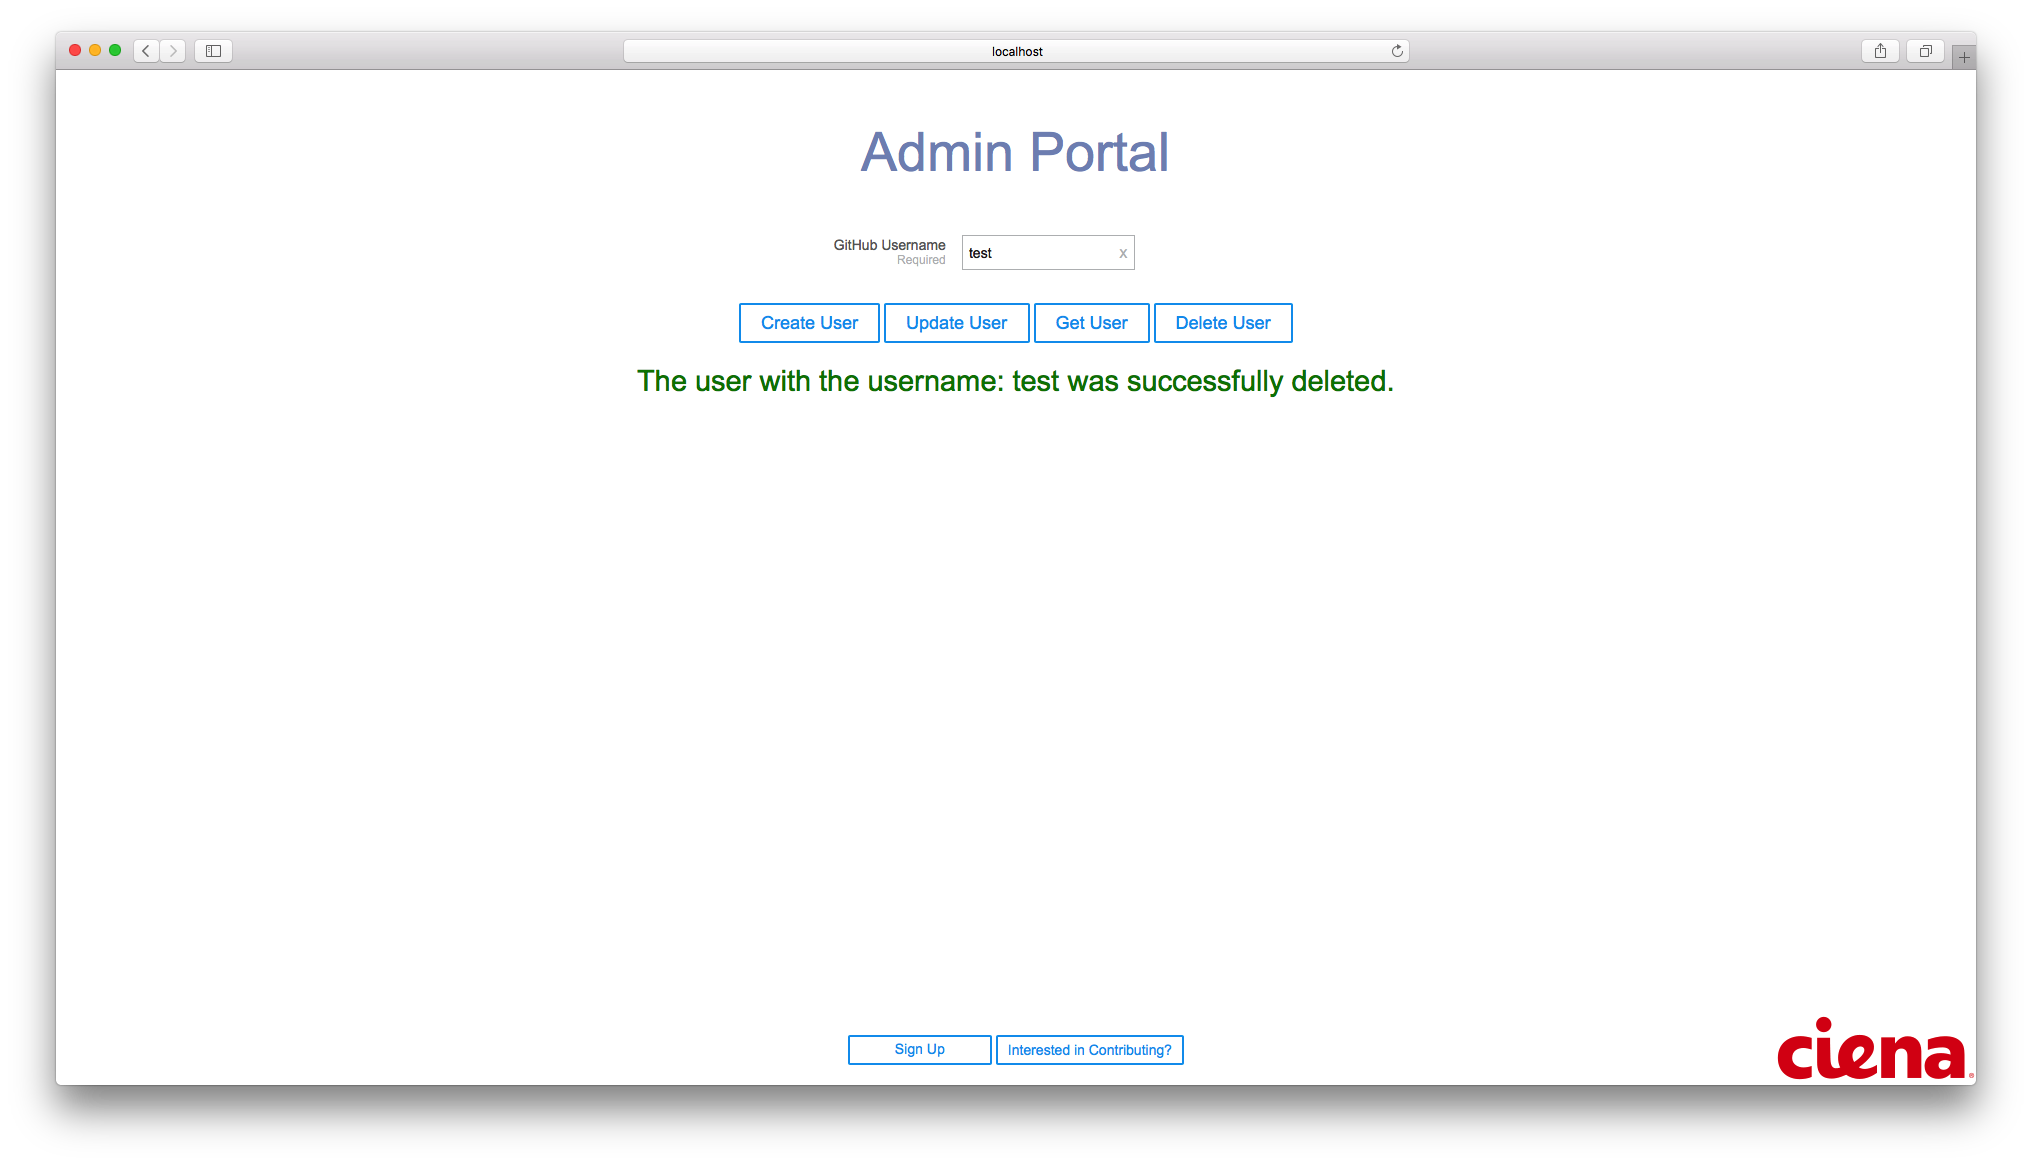 localhost
Admin Portal
GitHub Username
Required
test
x
Create User
Update User
Get User
Delete User
The user with the username: test was successfully deleted.
Sign Up
Interested in Contributing?
ciena®